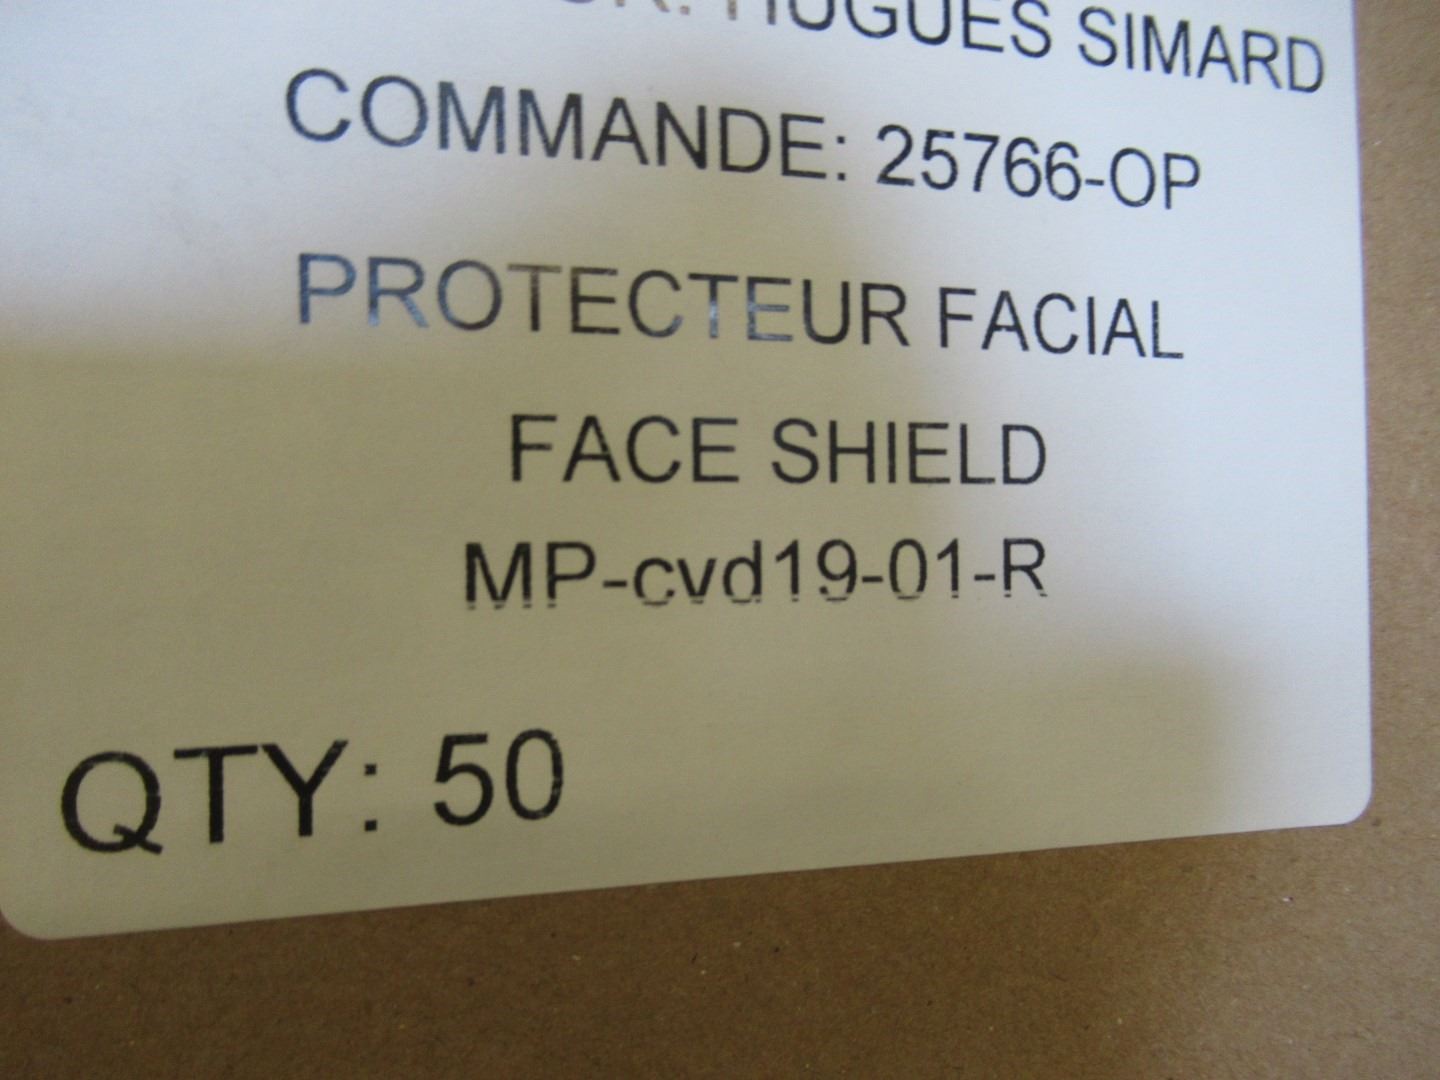 HUGUES SIMARD
COMMANDE: 25766-OP
PROTECTEUR FACIAL
FACE SHIELD
MP-cvd19-01-R
QTY: 50